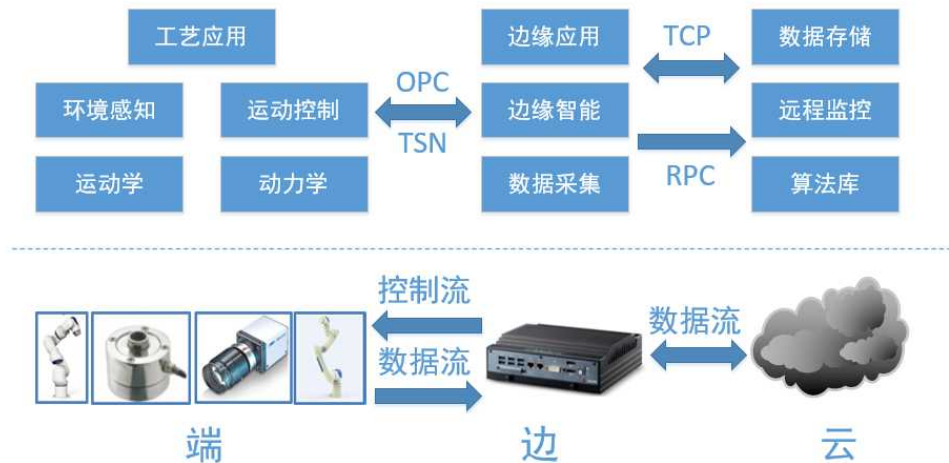 工艺应用
环境感知
运动控制
运动学
动力学
OPC
TSN
边缘应用
边缘智能
数据采集
TCP
RPC
数据存储
远程监控
算法库
控制流
数据流
数据流
端
边
云